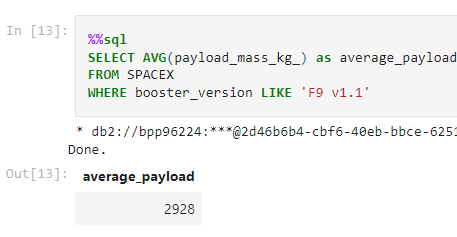 In [13]:
%%sql
SELECT AVG(payload_mass_kg_) as average_payload
FROM SPACEX
WHERE booster_version LIKE 'F9 v1.1'
* db2://bpp96224:***@2d46b6b4-cbf6-40eb-bbce-6251
Done.
Out[13]:
average_payload
2928